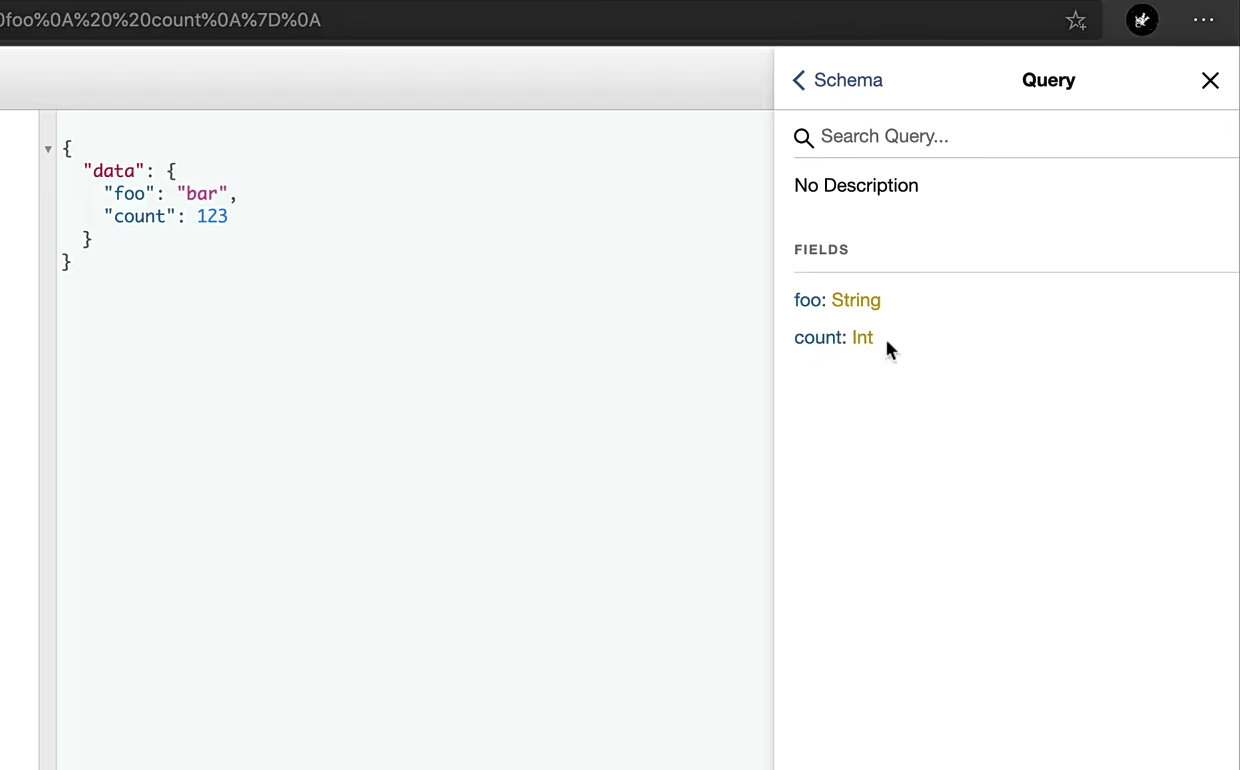 0foo%0A%20%20count%0A%7D%0A
Schema
Query
Search Query...
No Description
FIELDS
foo: String
count: Int
{
"data": {
"foo": "bar",
"count": 123
}
}